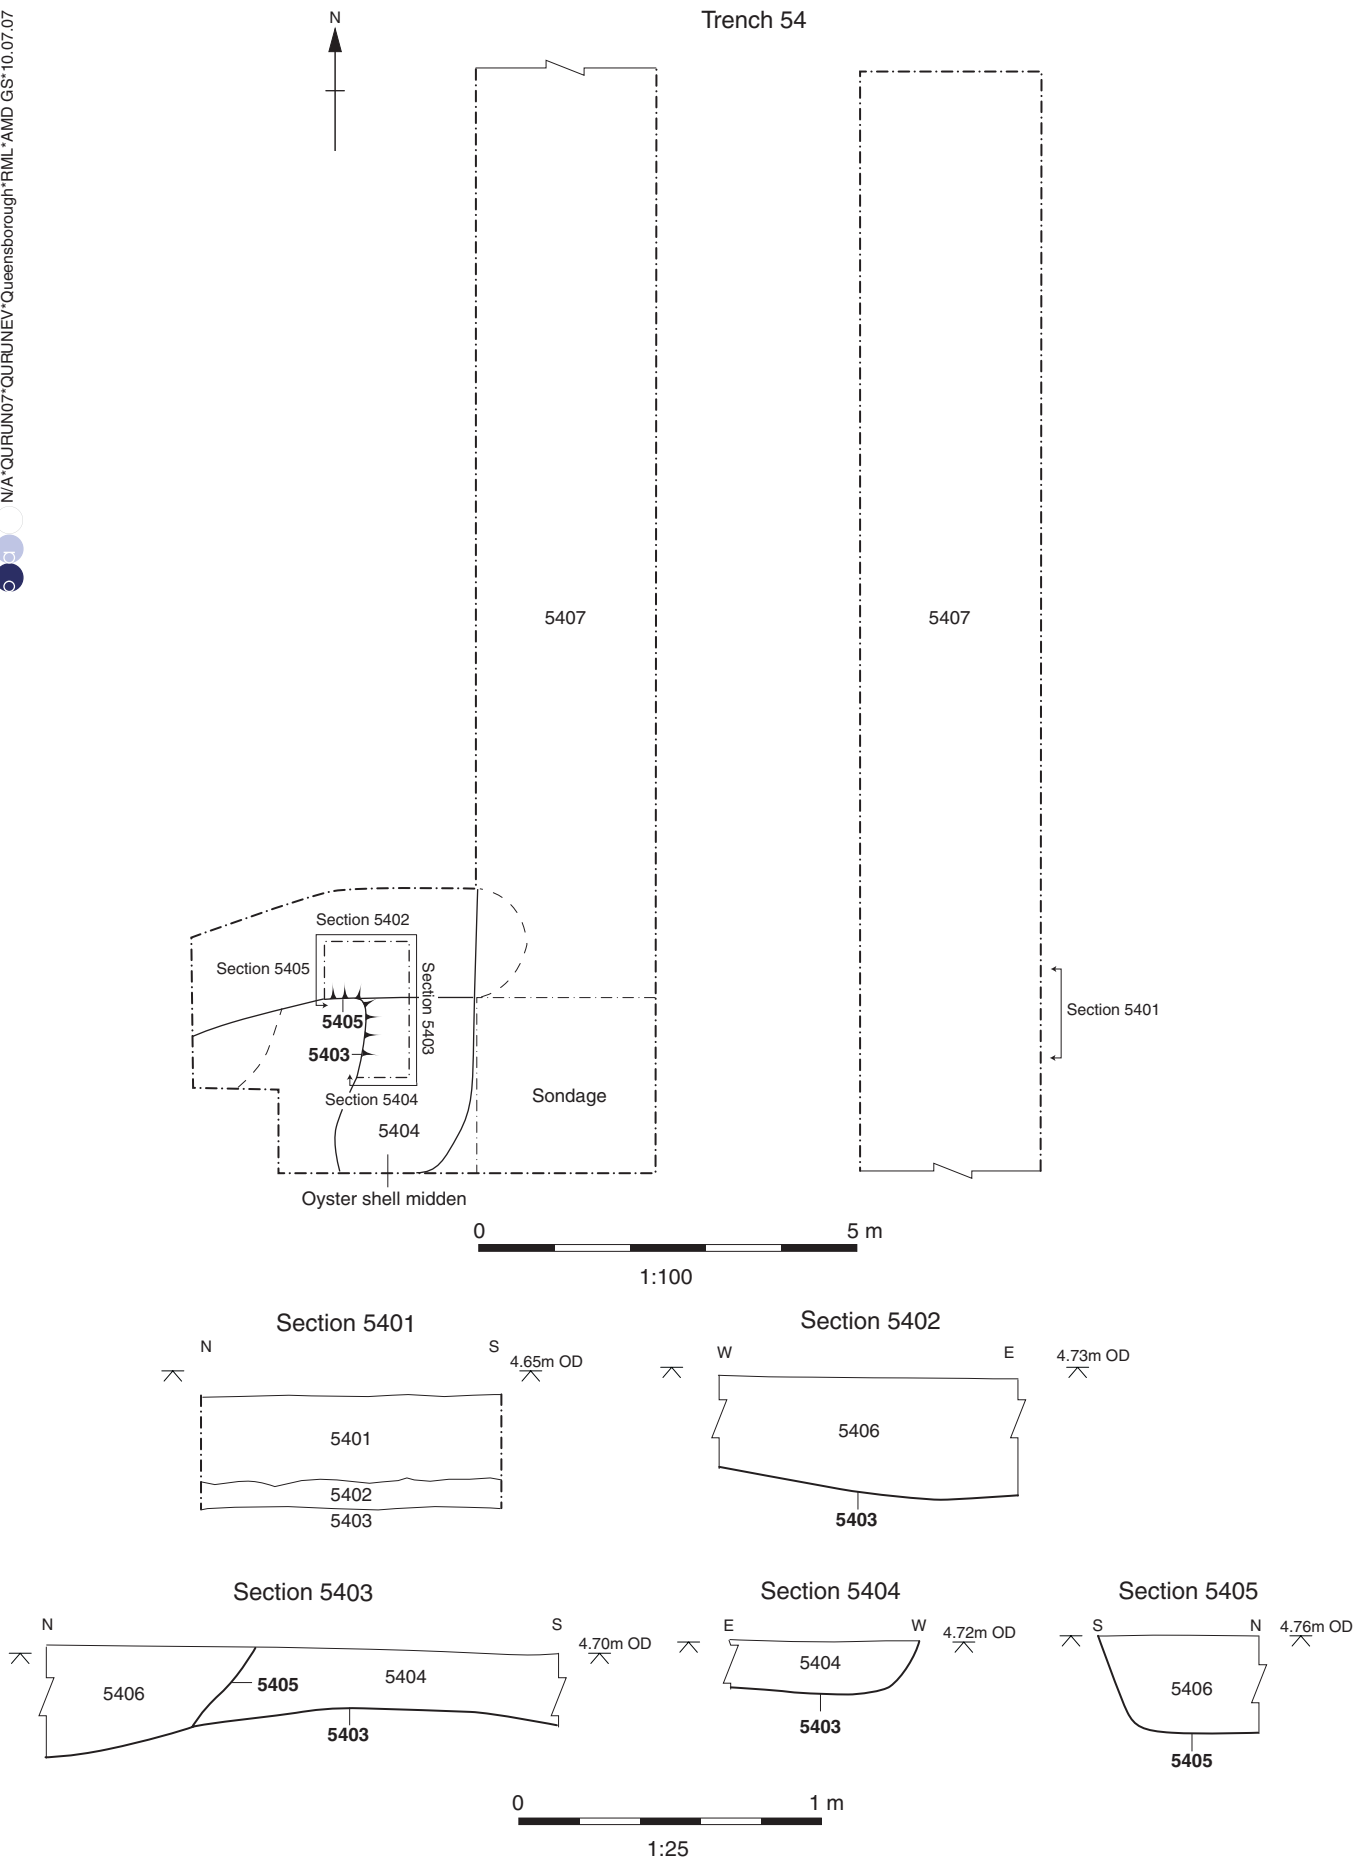 N/A*QURUN07*QURUNEV*Queensborough*RML*AMD GS*10.07.07
Trench 54
N
5407
5407
Section 5402
Section 5405
Section 5403
5405
5403
Section 5401
Section 5404
5404
Sondage
Oyster shell midden
0 5 m
1:100
Section 5401
N S
4.65m OD
5401
5402
5403
Section 5402
W E
4.73m OD
5406
5403
Section 5403
N S
4.70m OD
5406
5405
5404
5403
Section 5404
E W
4.72m OD
5404
5403
Section 5405
S N
4.76m OD
5406
5405
0 1 m
1:25